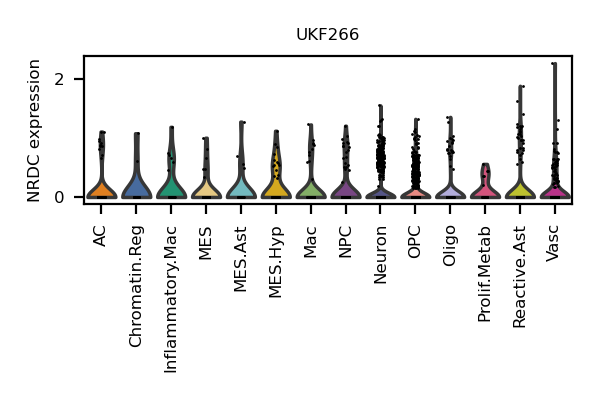 UKF266
NRDC expression
2
0
AC
Chromatin.Reg
Inflammatory.Mac
MES
MES.Ast
MES.Hyp
Mac
NPC
Neuron
OPC
Oligo
Prolif.Metab
Reactive.Ast
Vasc